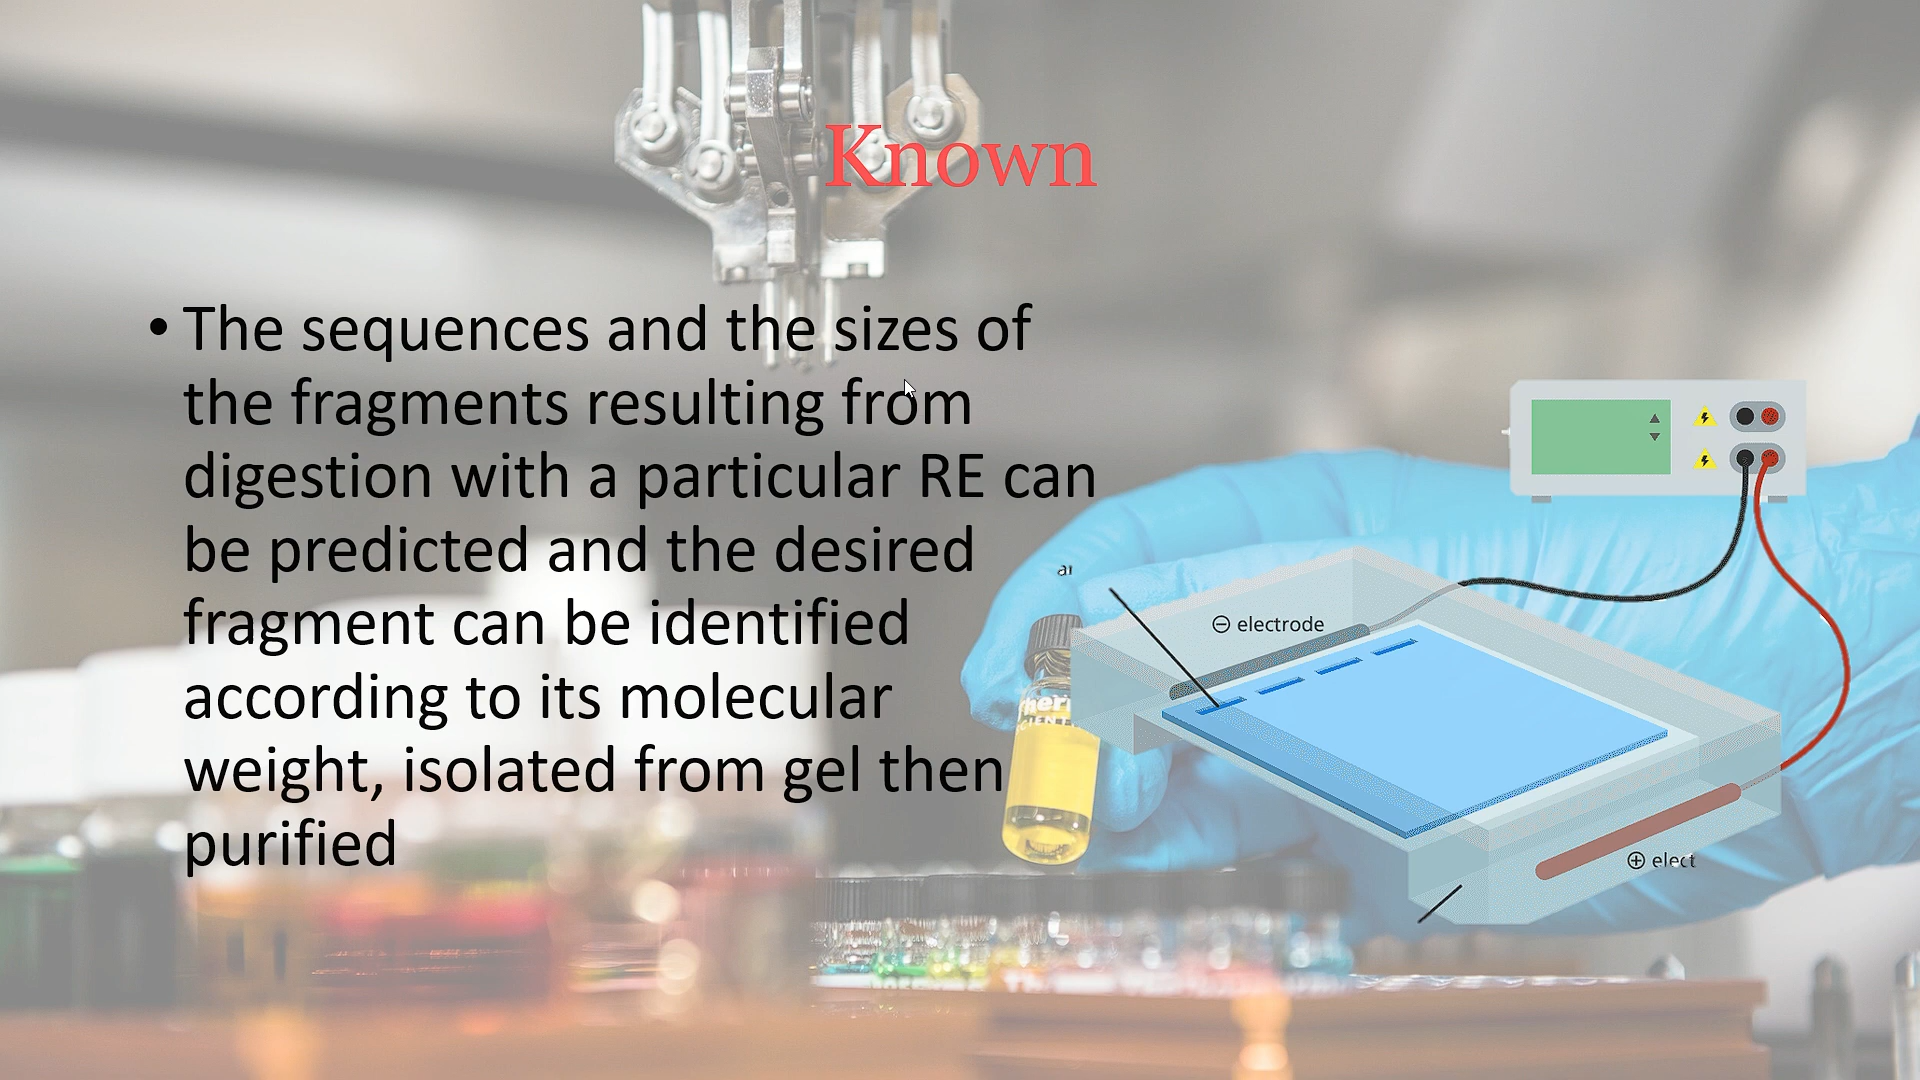 Known
• The sequences and the sizes of
the fragments resulting from
digestion with a particular RE can
be predicted and the desired
fragment can be identified
according to its molecular
weight, isolated from gel then
purified
⊖ electrode
⊕ elect